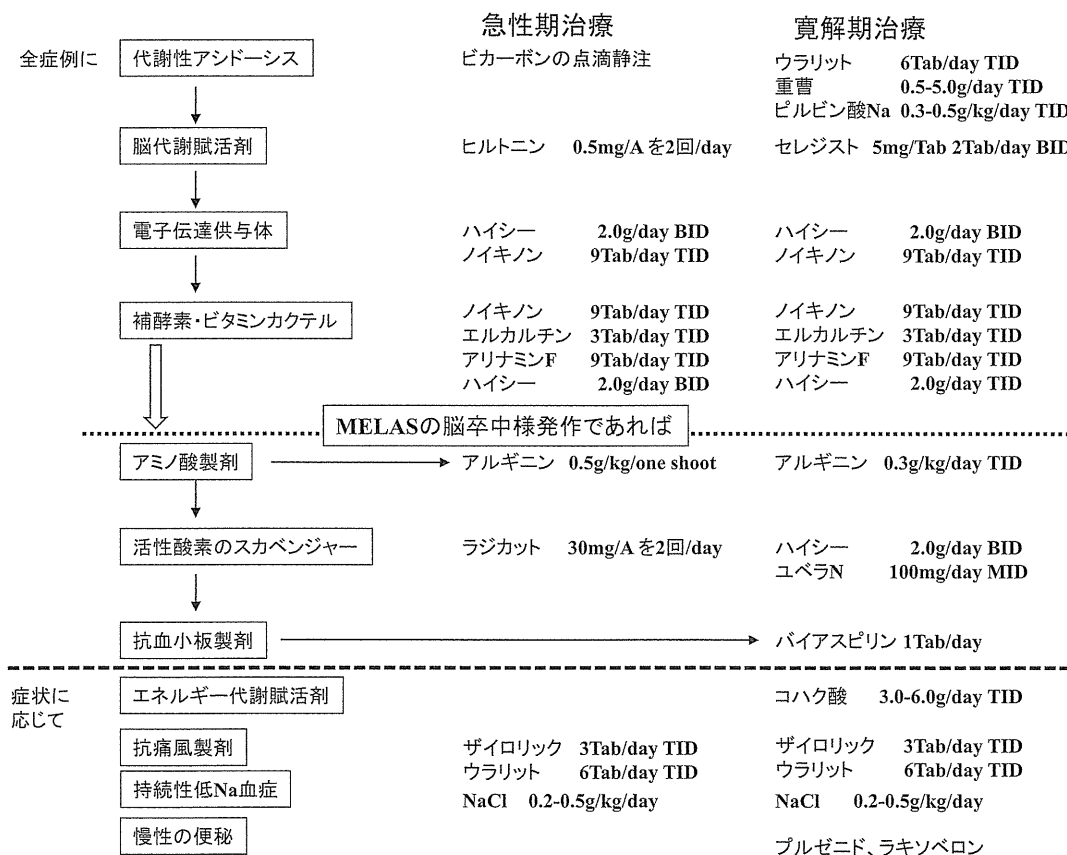 急性期治療 寛解期治療
全症例に 代謝性アシドーシス ビカーボンの点滴静注 ウラリット 6Tab/day TID
重曹 0.5-5.0g/day TID
ピルビン酸Na 0.3-0.5g/kg/day TID
脳代謝賦活剤 ヒルトニン 0.5mg/A を2回/day セレジスト 5mg/Tab 2Tab/day BID
電子伝達供与体 ハイシー 2.0g/day BID ハイシー 2.0g/day BID
ノイキノン 9Tab/day TID ノイキノン 9Tab/day TID
補酵素・ビタミンカクテル ノイキノン 9Tab/day TID ノイキノン 9Tab/day TID
エルカルチン 3Tab/day TID エルカルチン 3Tab/day TID
アリナミンF 9Tab/day TID アリナミンF 9Tab/day TID
ハイシー 2.0g/day BID ハイシー 2.0g/day TID
MELASの脳卒中様発作であれば
アミノ酸製剤 アルギニン 0.5g/kg/one shoot アルギニン 0.3g/kg/day TID
活性酸素のスカベンジャー ラジカット 30mg/A を2回/day ハイシー 2.0g/day BID
ユベラN 100mg/day MID
抗血小板製剤 バイアスピリン 1Tab/day
症状に エネルギー代謝賦活剤 コハク酸 3.0-6.0g/day TID
応じて
抗痛風製剤 ザイロリック 3Tab/day TID ザイロリック 3Tab/day TID
ウラリット 6Tab/day TID ウラリット 6Tab/day TID
持続性低Na血症 NaCl 0.2-0.5g/kg/day NaCl 0.2-0.5g/kg/day
慢性の便秘 プルゼニド、ラキソベロン